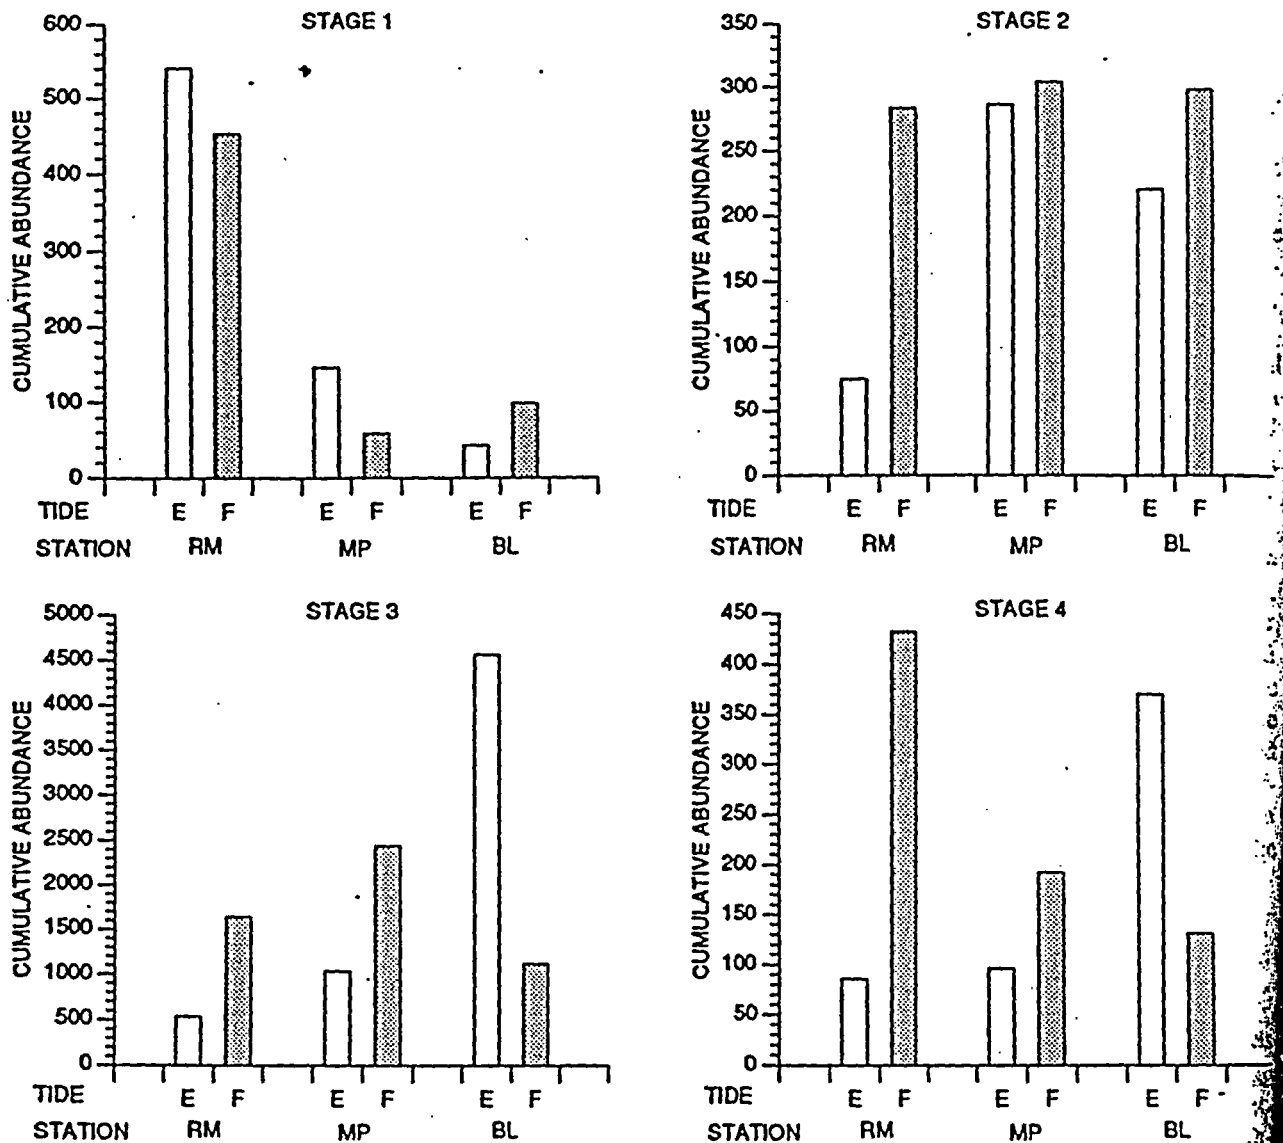 STAGE 1
CUMULATIVE ABUNDANCE
600
500
400
300
200
100
0
TIDE E F E F E F
STATION RM MP BL
STAGE 2
CUMULATIVE ABUNDANCE
350
300
250
200
150
100
50
0
TIDE E F E F E F
STATION RM MP BL
STAGE 3
CUMULATIVE ABUNDANCE
5000
4500
4000
3500
3000
2500
2000
1500
1000
500
0
TIDE E F E F E F
STATION RM MP BL
STAGE 4
CUMULATIVE ABUNDANCE
450
400
350
300
250
200
150
100
50
0
TIDE E F E F E F
STATION RM MP BL